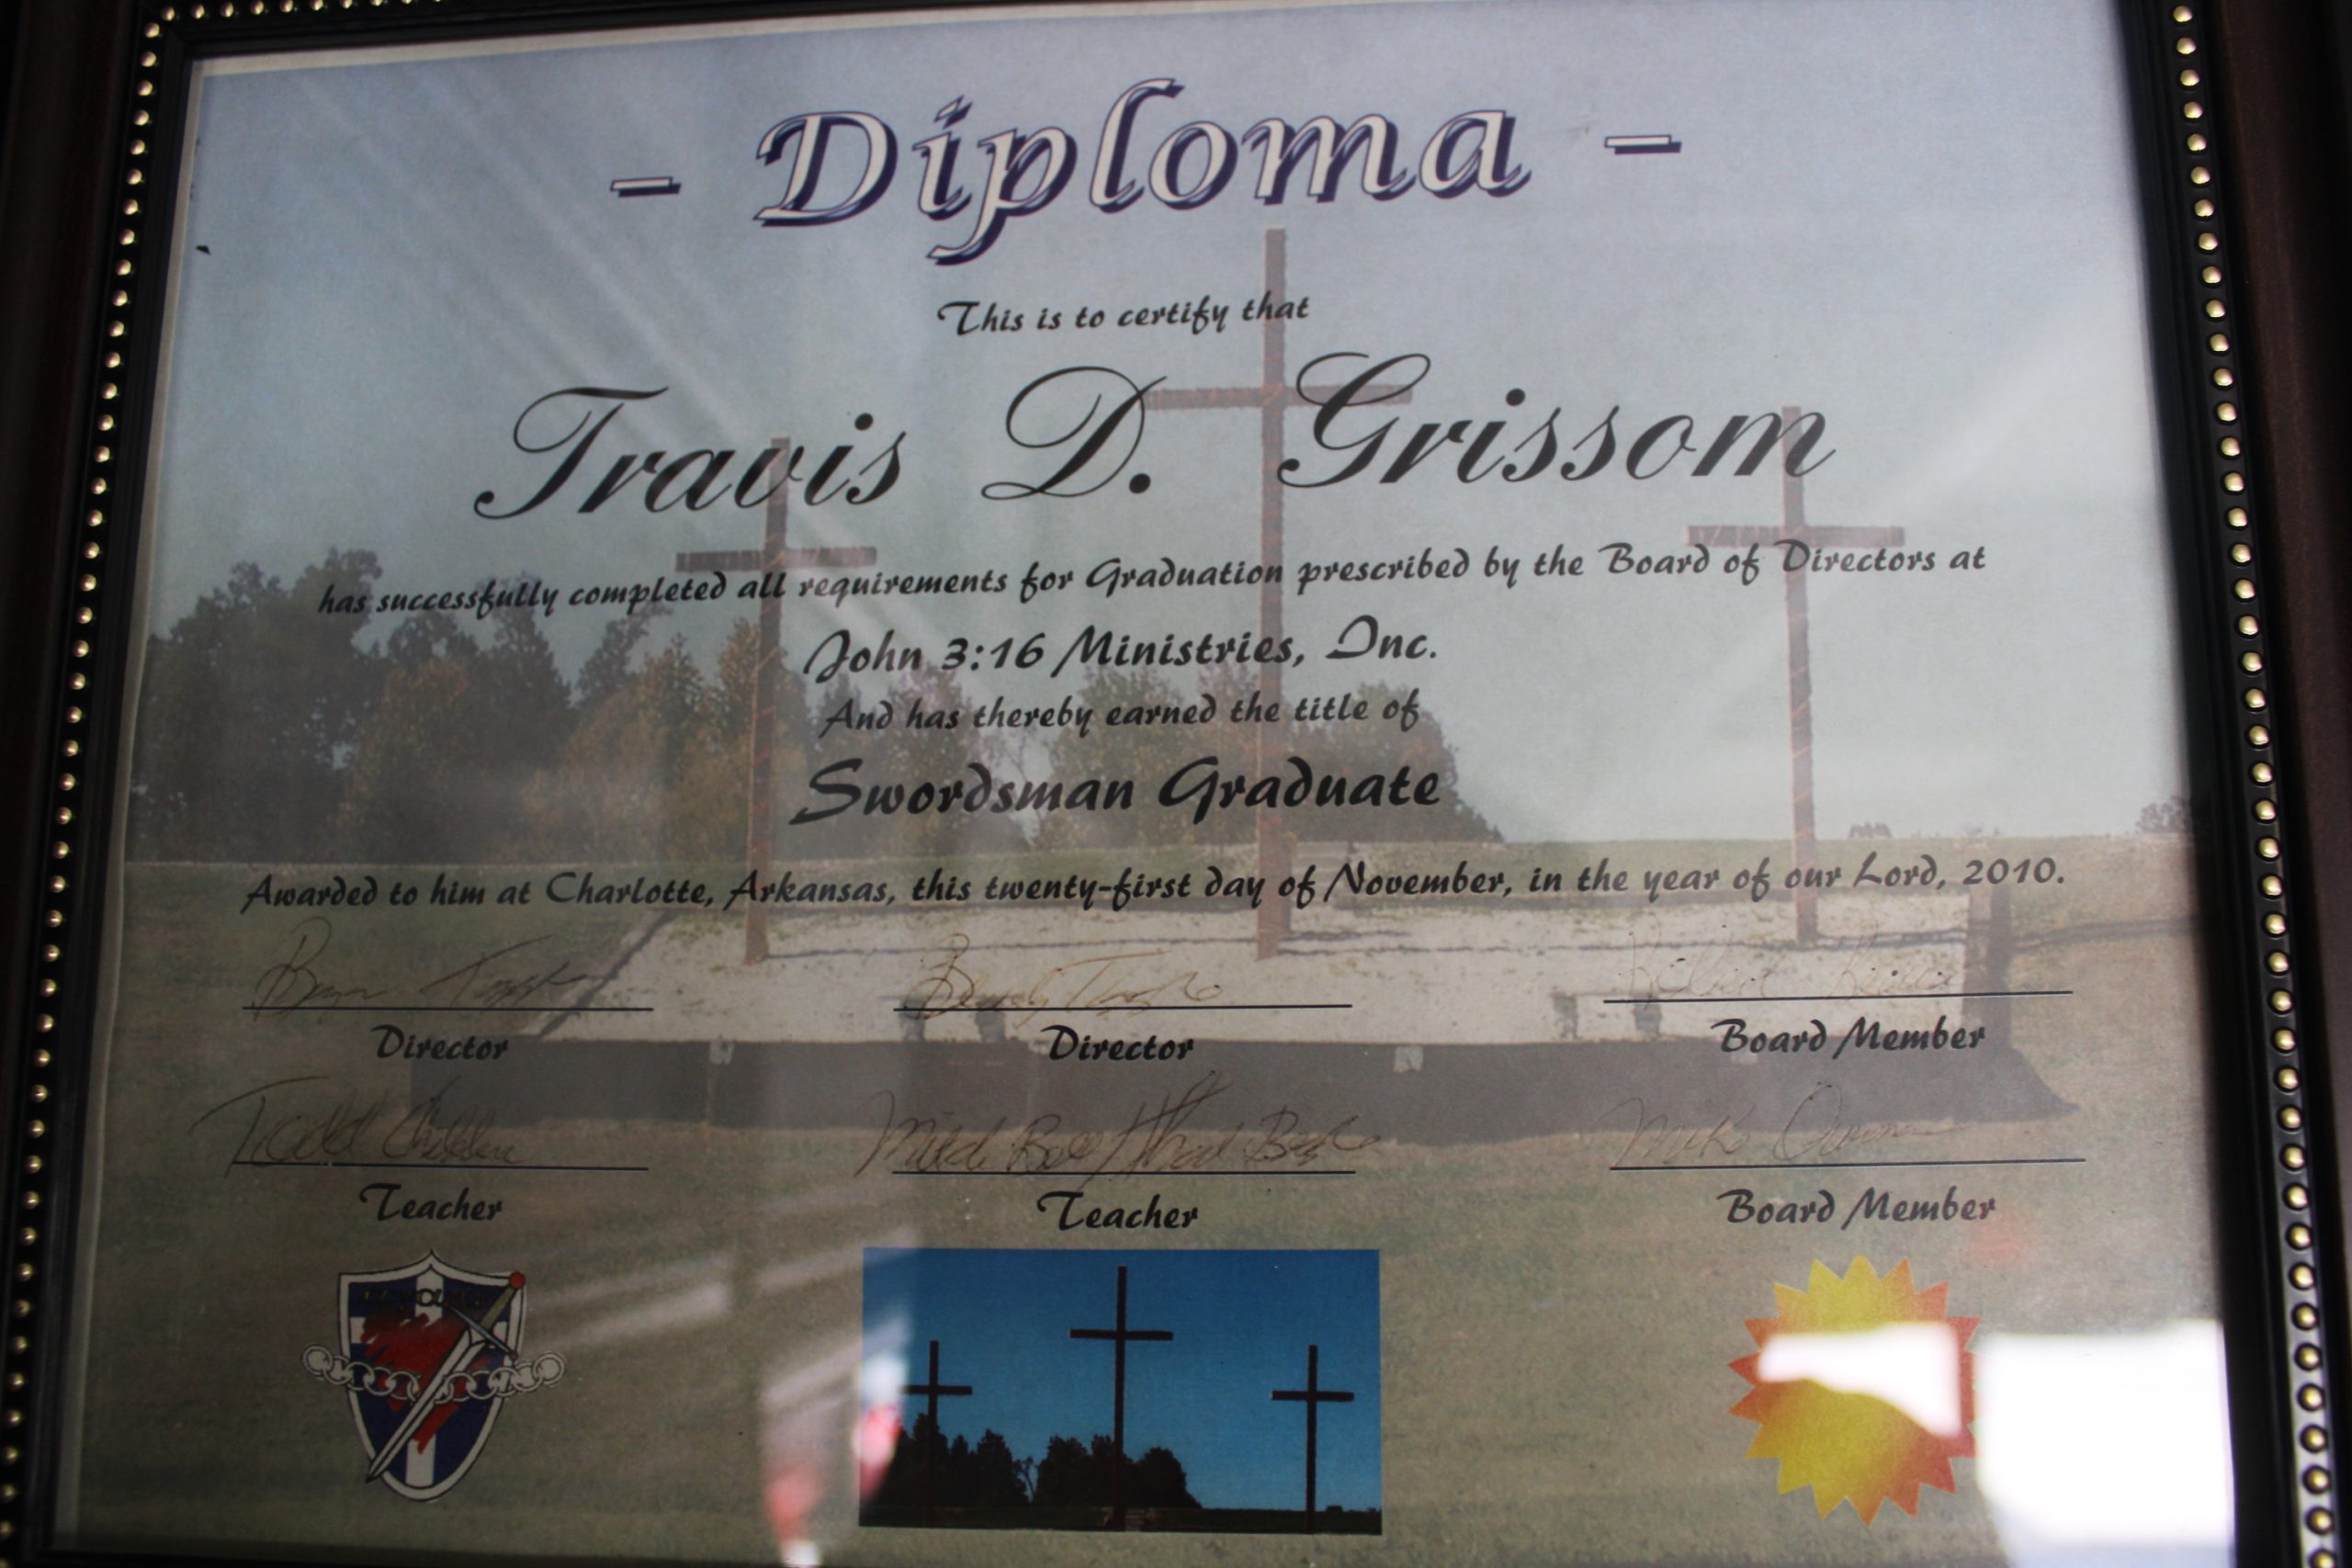 - Diploma -
This is to certify that
Travis D. Grissom
has successfully completed all requirements for Graduation prescribed by the Board of Directors at
John 3:16 Ministries, Inc.
And has thereby earned the title of
Swordsman Graduate
Awarded to him at Charlotte, Arkansas, this twenty-first day of November, in the year of our Lord, 2010.
Director
Director
Board Member
Todd
Mike
Teacher
Teacher
Board Member